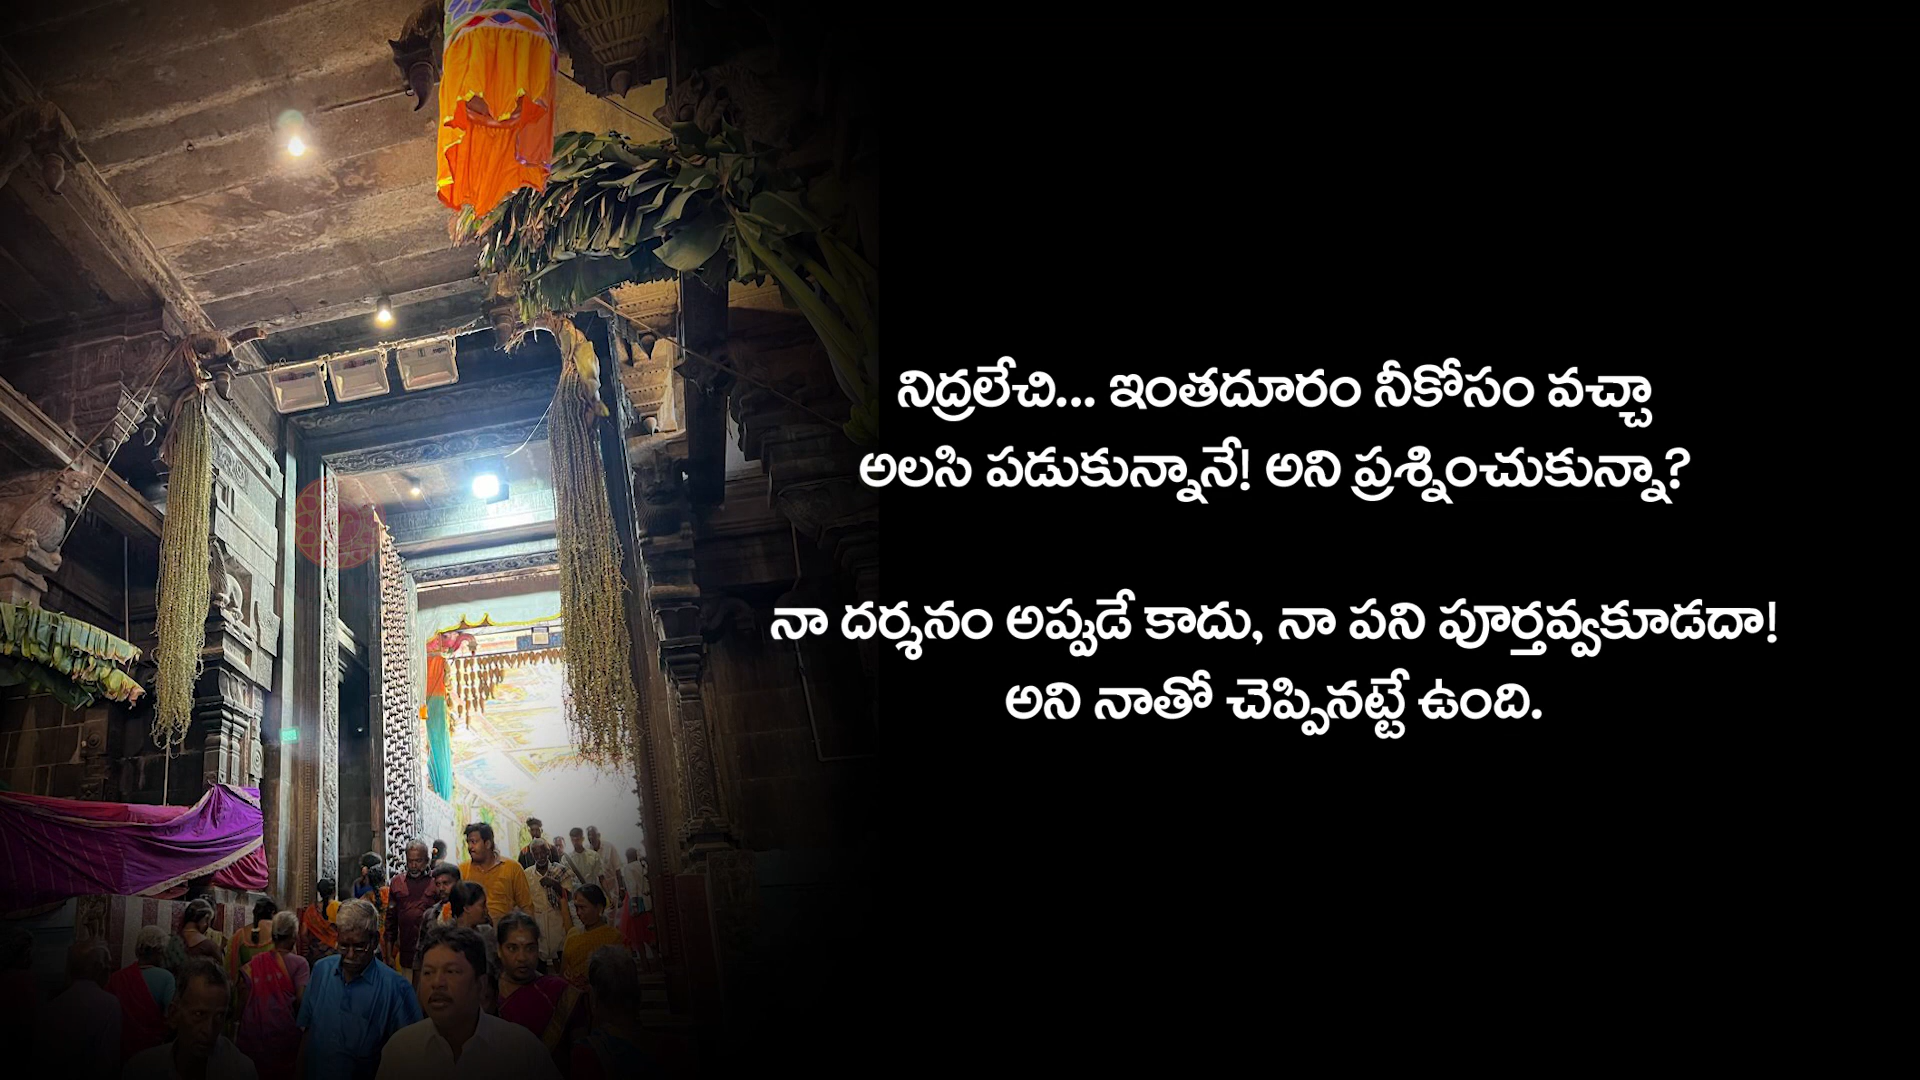 నిద్రలేచి... ఇంతదూరం నీకోసం వచ్చా
అలసి పడుకున్నానే! అని ప్రశ్నించుకున్నా?
నా దర్శనం అప్పుడే కాదు, నా పని పూర్తవ్వకూడదా!
అని నాతో చెప్పినట్టే ఉంది.